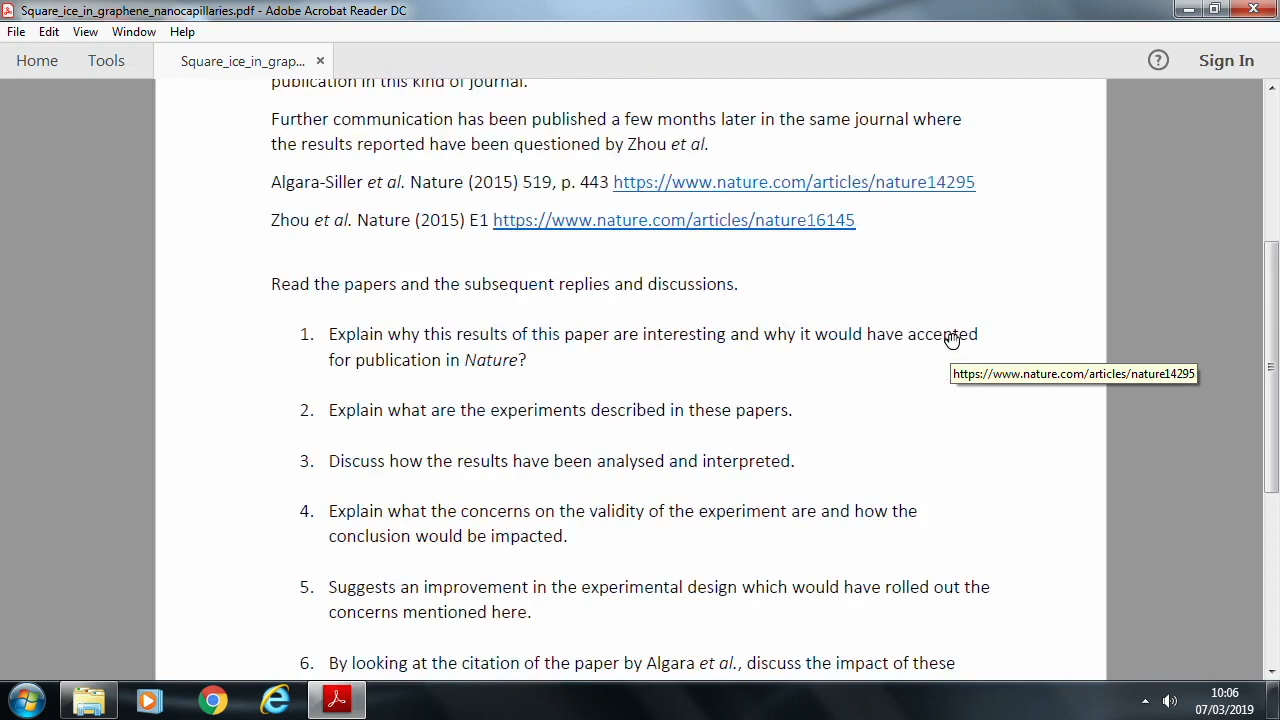 Square_ice_in_graphene_nanocapillaries.pdf - Adobe Acrobat Reader DC
File Edit View Window Help
Home Tools Square_ice_in_grap... × ? Sign In
publication in this kind of journal.
Further communication has been published a few months later in the same journal where
the results reported have been questioned by Zhou et al.
Algara-Siller et al. Nature (2015) 519, p. 443 https://www.nature.com/articles/nature14295
Zhou et al. Nature (2015) E1 https://www.nature.com/articles/nature16145
Read the papers and the subsequent replies and discussions.
1. Explain why this results of this paper are interesting and why it would have accepted
for publication in Nature?
https://www.nature.com/articles/nature14295
2. Explain what are the experiments described in these papers.
3. Discuss how the results have been analysed and interpreted.
4. Explain what the concerns on the validity of the experiment are and how the
conclusion would be impacted.
5. Suggests an improvement in the experimental design which would have rolled out the
concerns mentioned here.
6. By looking at the citation of the paper by Algara et al., discuss the impact of these
10:06
07/03/2019